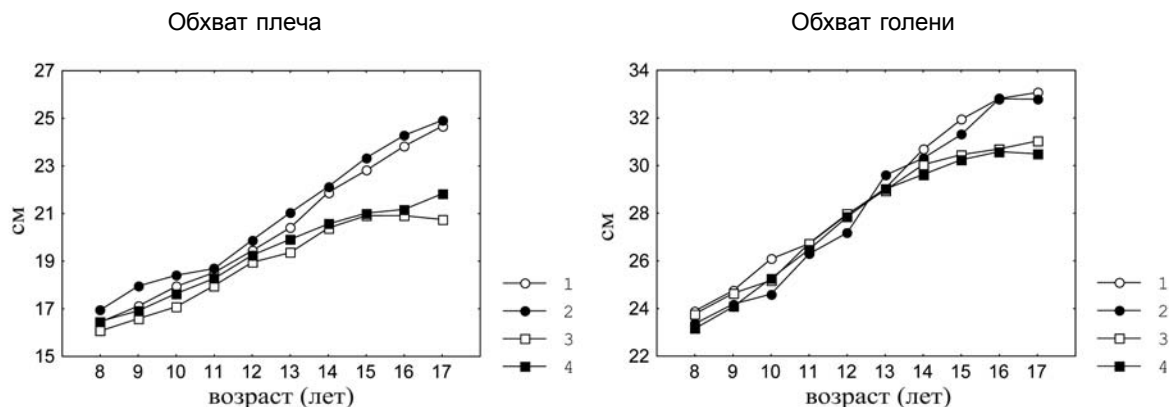 Обхват плеча
27
25
23
21
19
17
15
см
8 9 10 11 12 13 14 15 16 17
возраст (лет)
1
2
3
4
Обхват голени
34
32
30
28
26
24
22
см
8 9 10 11 12 13 14 15 16 17
возраст (лет)
1
2
3
4